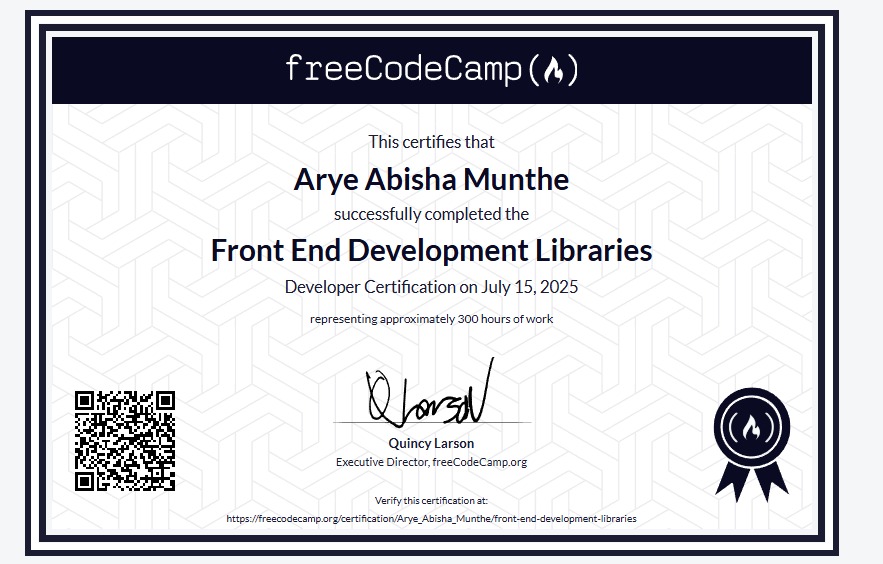 freeCodeCamp(🔥)
This certifies that
Arye Abisha Munthe
successfully completed the
Front End Development Libraries
Developer Certification on July 15, 2025
representing approximately 300 hours of work
Q Larson
Quincy Larson
Executive Director, freeCodeCamp.org
Verify this certification at:
https://freecodecamp.org/certification/Arye_Abisha_Munthe/front-end-development-libraries